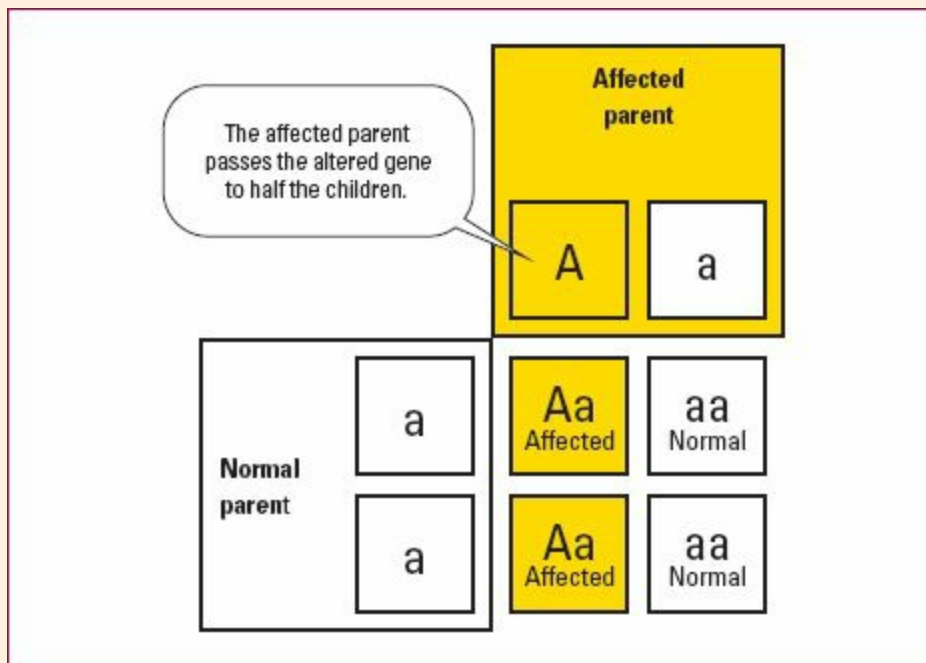 Affected
parent
The affected parent
passes the altered gene
to half the children.
A
a
Normal
parent
a
Aa
Affected
aa
Normal
a
Aa
Affected
aa
Normal